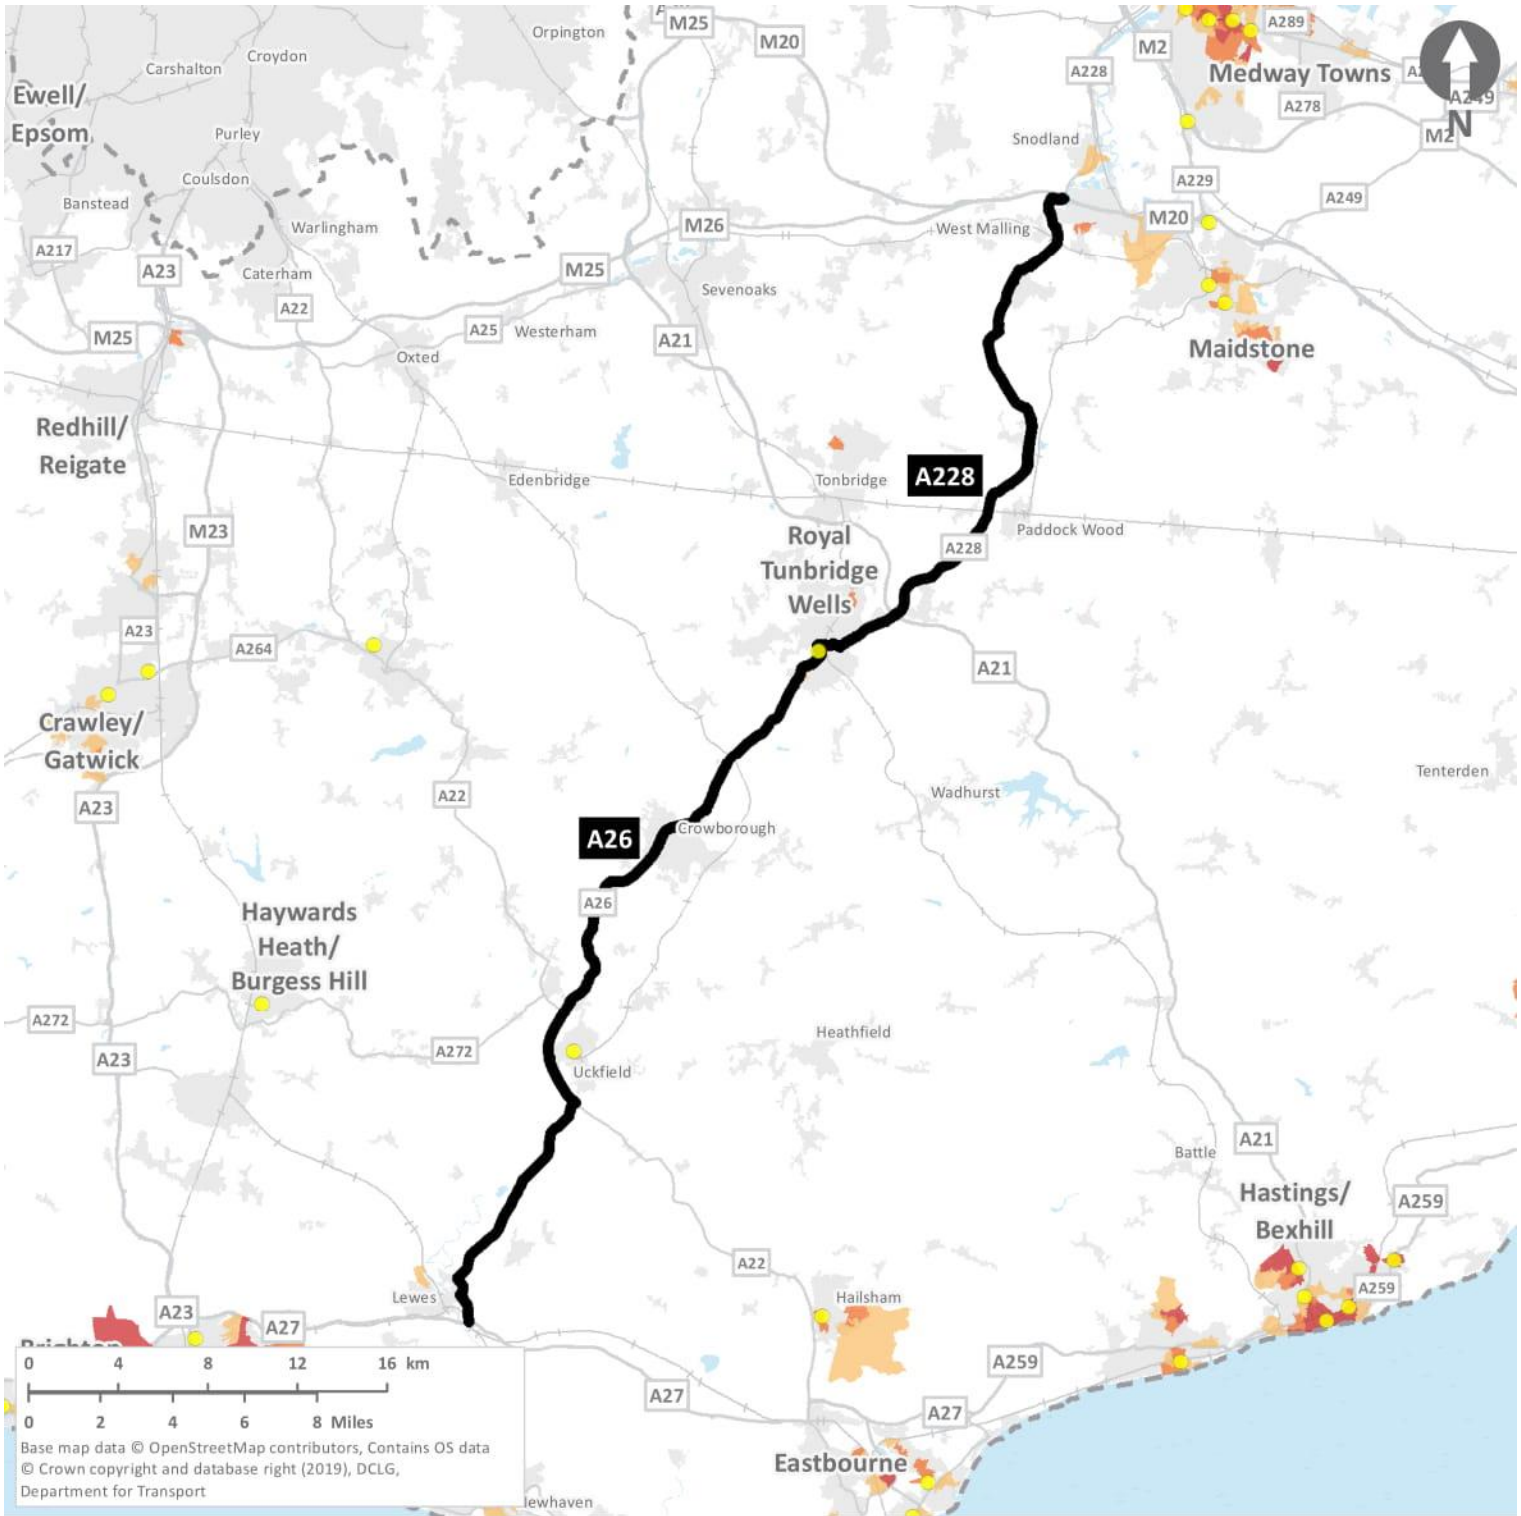 M25
M20
Orpington
Croydon
Carshalton
Ewell/
Epsom
Purley
Coulsdon
Banstead
Warlingham
A217
A23
Caterham
A22
M25
M25
M26
Sevenoaks
A25
Westerham
A21
Oxted
A289
M2
A228
Medway Towns
A278
A249
M2
N
Snodland
A229
A249
M20
West Malling
Maidstone
Redhill/
Reigate
Edenbridge
Tonbridge
A228
M23
Royal
Tunbridge
Wells
A228
Paddock Wood
A23
A264
A21
Crawley/
Gatwick
Tenterden
A23
A22
Wadhurst
A26
Crowborough
A26
Haywards
Heath/
Burgess Hill
A272
A23
A272
Heathfield
Uckfield
Battle
A21
Hastings/
Bexhill
A259
A22
Lewes
Hailsham
A259
A23
A27
Brighton
A259
A27
A27
Eastbourne
0 4 8 12 16 km
0 2 4 6 8 Miles
Base map data © OpenStreetMap contributors, Contains OS data
© Crown copyright and database right (2019), DCLG,
Department for Transport
lewhaven